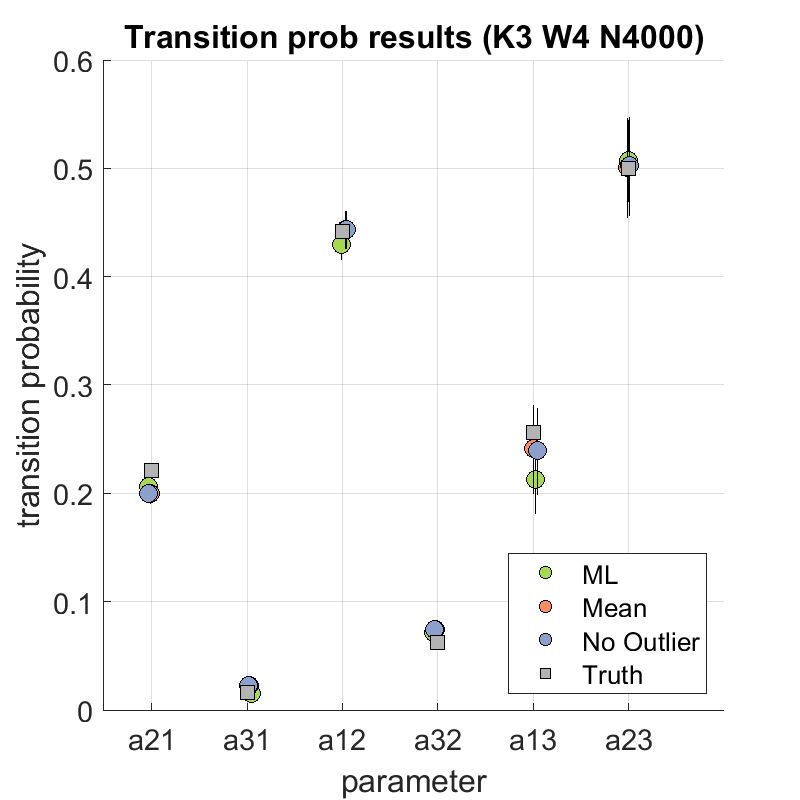 Transition prob results (K3 W4 N4000)
0.6
0.5
0.4
0.3
0.2
0.1
0
transition probability
ML
Mean
No Outlier
Truth
a21 a31 a12 a32 a13 a23
parameter